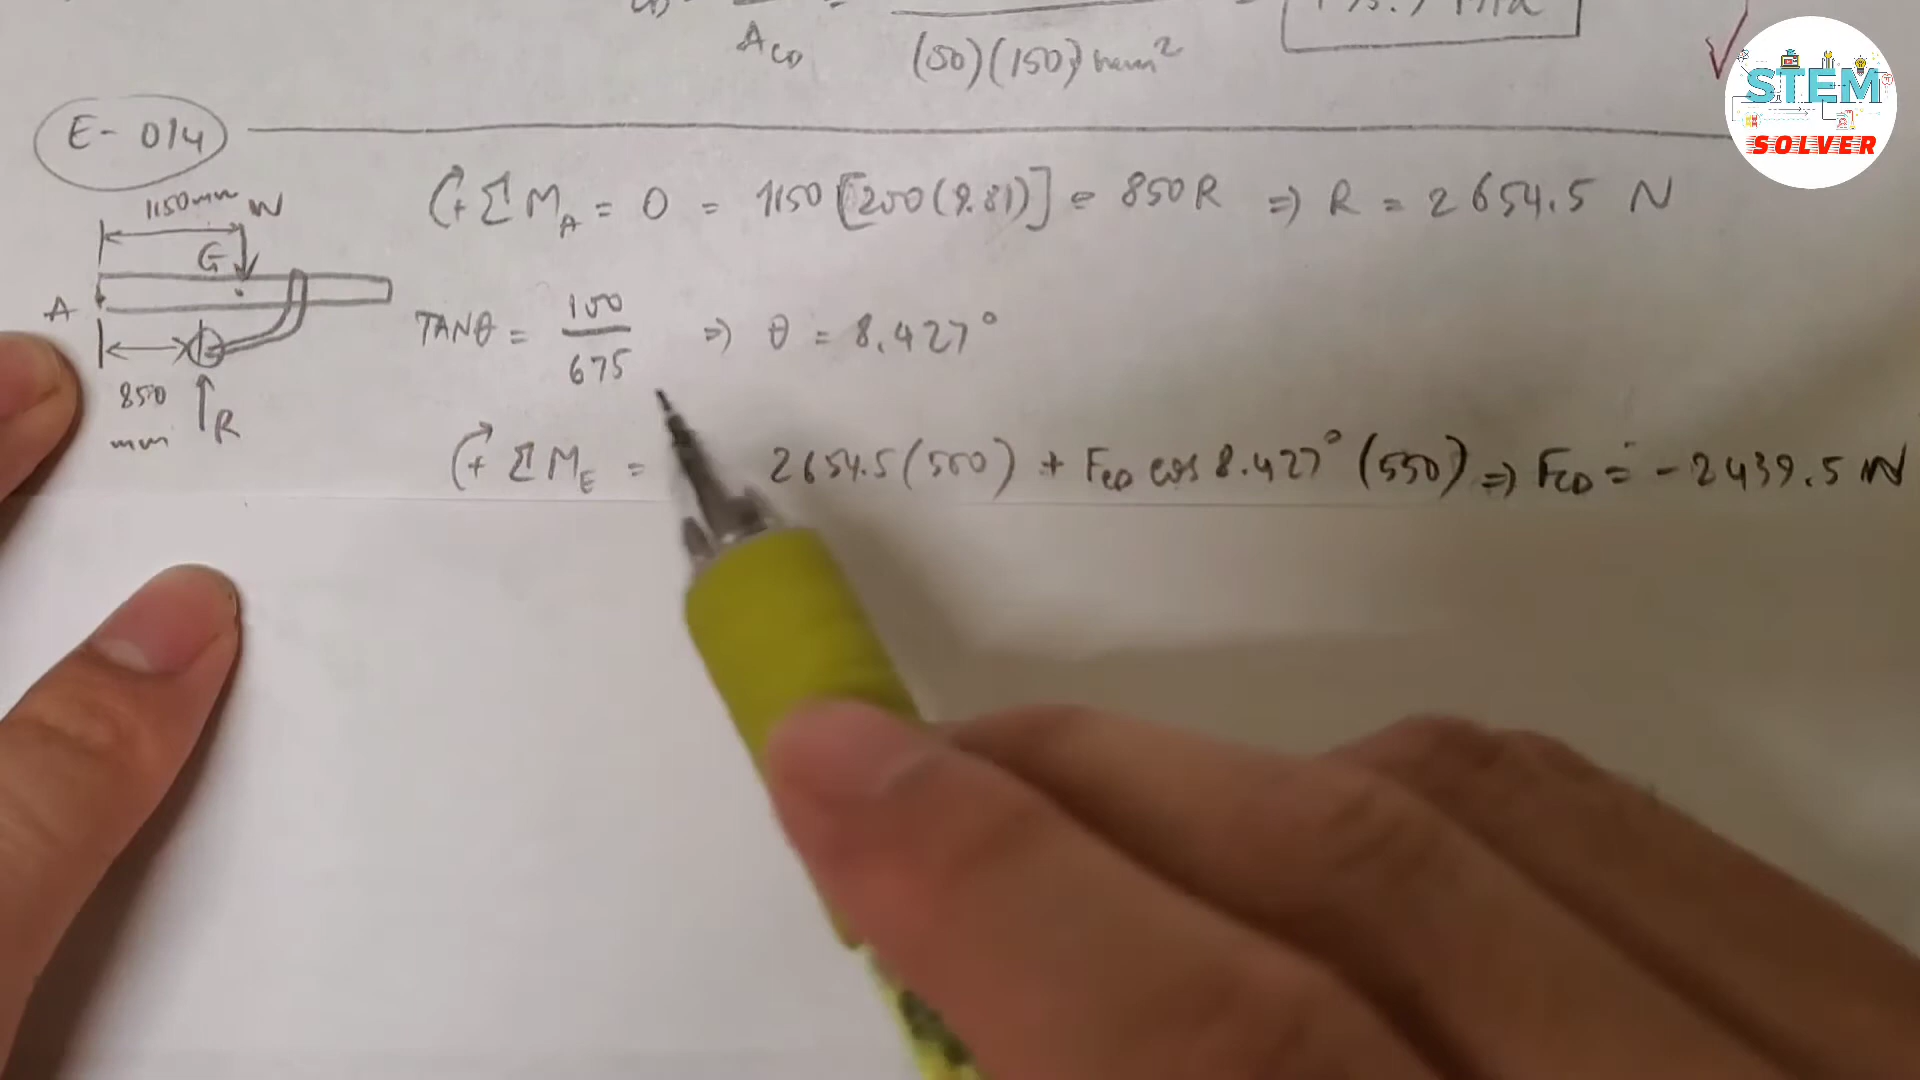 A_CD
(50)(150) mm²
STEM
SOLVER
E-014
(+ ΣM_A = 0 = 1150[200(9.81)] = 850R ⇒ R = 2654.5 N
1150mm W
G
A
TANθ = 100/675 ⇒ θ = 8.427°
850
mm
R
(+ ΣM_E = 2654.5(500) + F_CD cos 8.427° (550) ⇒ F_CD = -2439.5 N